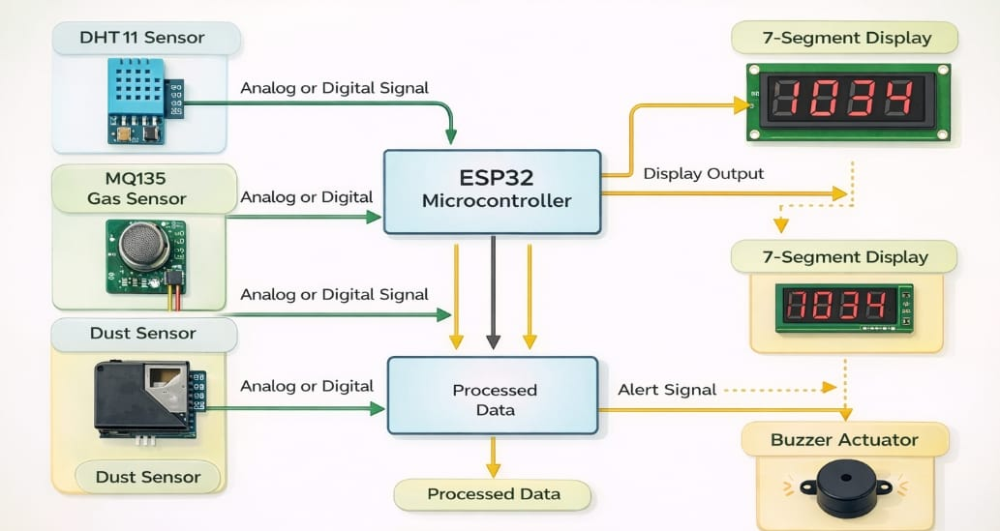 DHT11 Sensor
Analog or Digital Signal
MQ135
Gas Sensor
Analog or Digital
Analog or Digital Signal
Dust Sensor
Analog or Digital
Dust Sensor
ESP32
Microcontroller
Processed
Data
Processed Data
7-Segment Display
1034
Display Output
7-Segment Display
1034
Alert Signal
Buzzer Actuator